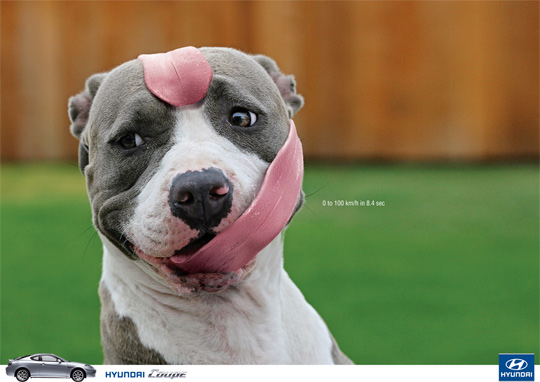 0 to 100 km/h in 8.4 sec
HYUNDAI Coupe
HYUNDAI